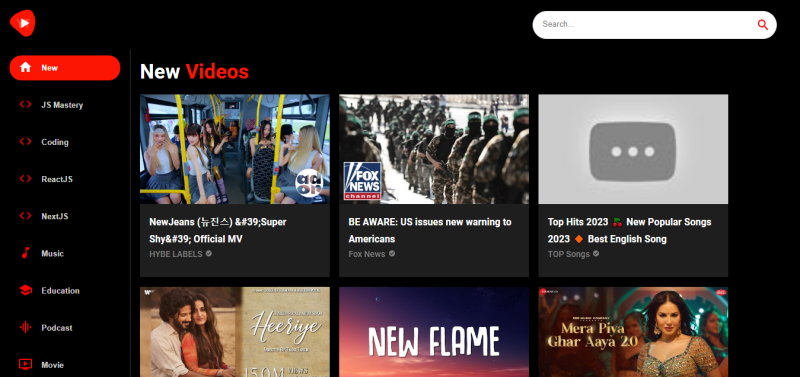 Search...
New
JS Mastery
Coding
ReactJS
NextJS
Music
Education
Podcast
Movie
New Videos
NewJeans (뉴진스) &#39;Super
Shy&#39; Official MV
HYBE LABELS
FOX
NEWS
channel
BE AWARE: US issues new warning to
Americans
Fox News
Top Hits 2023 🍒 New Popular Songs
2023 🔸 Best English Song
TOP Songs
Heeriye
150M VIEWS
NEW FLAME
Mera Piya
Ghar Aaya 2.0